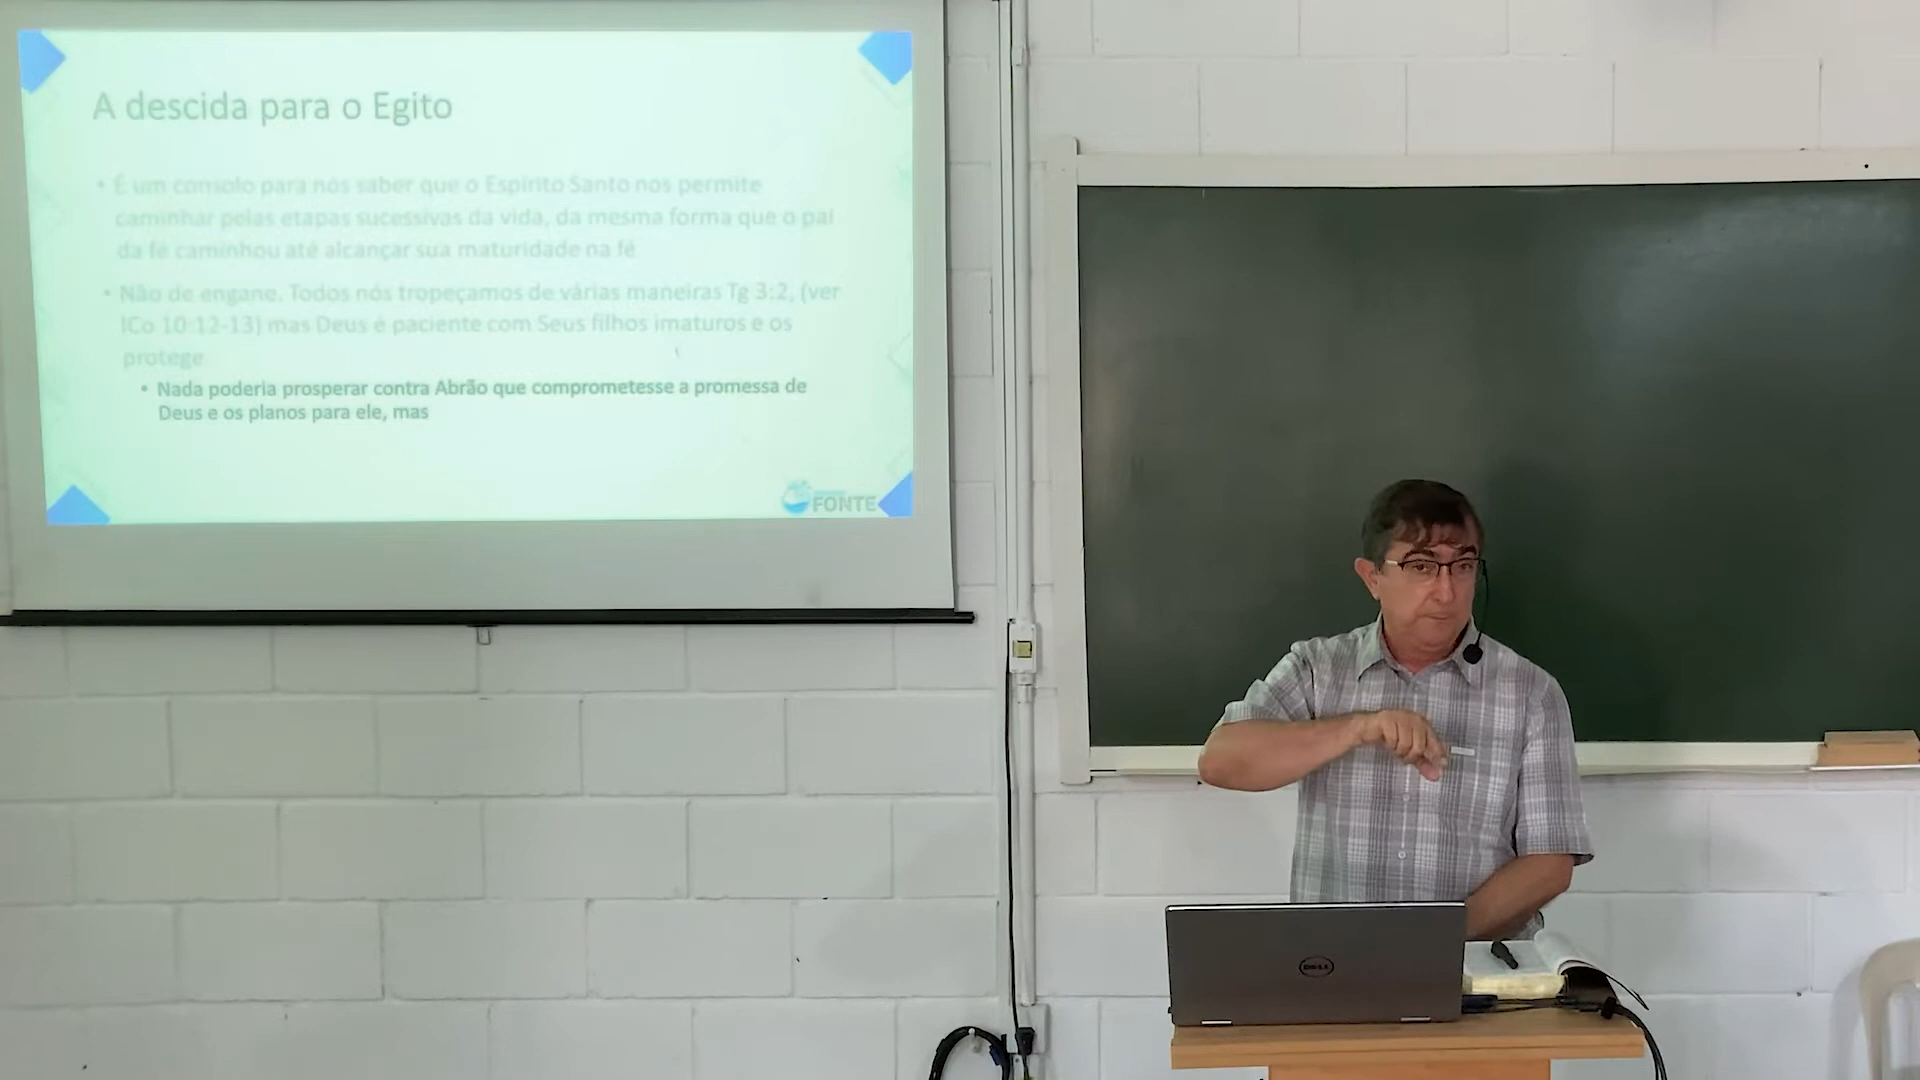 A descida para o Egito
• É um consolo para nós saber que o Espírito Santo nos permite
caminhar pelas etapas sucessivas da vida, da mesma forma que o pai
da fé caminhou até alcançar sua maturidade na fé
• Não de engane. Todos nós tropeçamos de várias maneiras Tg 3:2, (ver
ICo 10:12-13) mas Deus é paciente com Seus filhos imaturos e os
protege
• Nada poderia prosperar contra Abrão que comprometesse a promessa de
Deus e os planos para ele, mas
FONTE
DELL